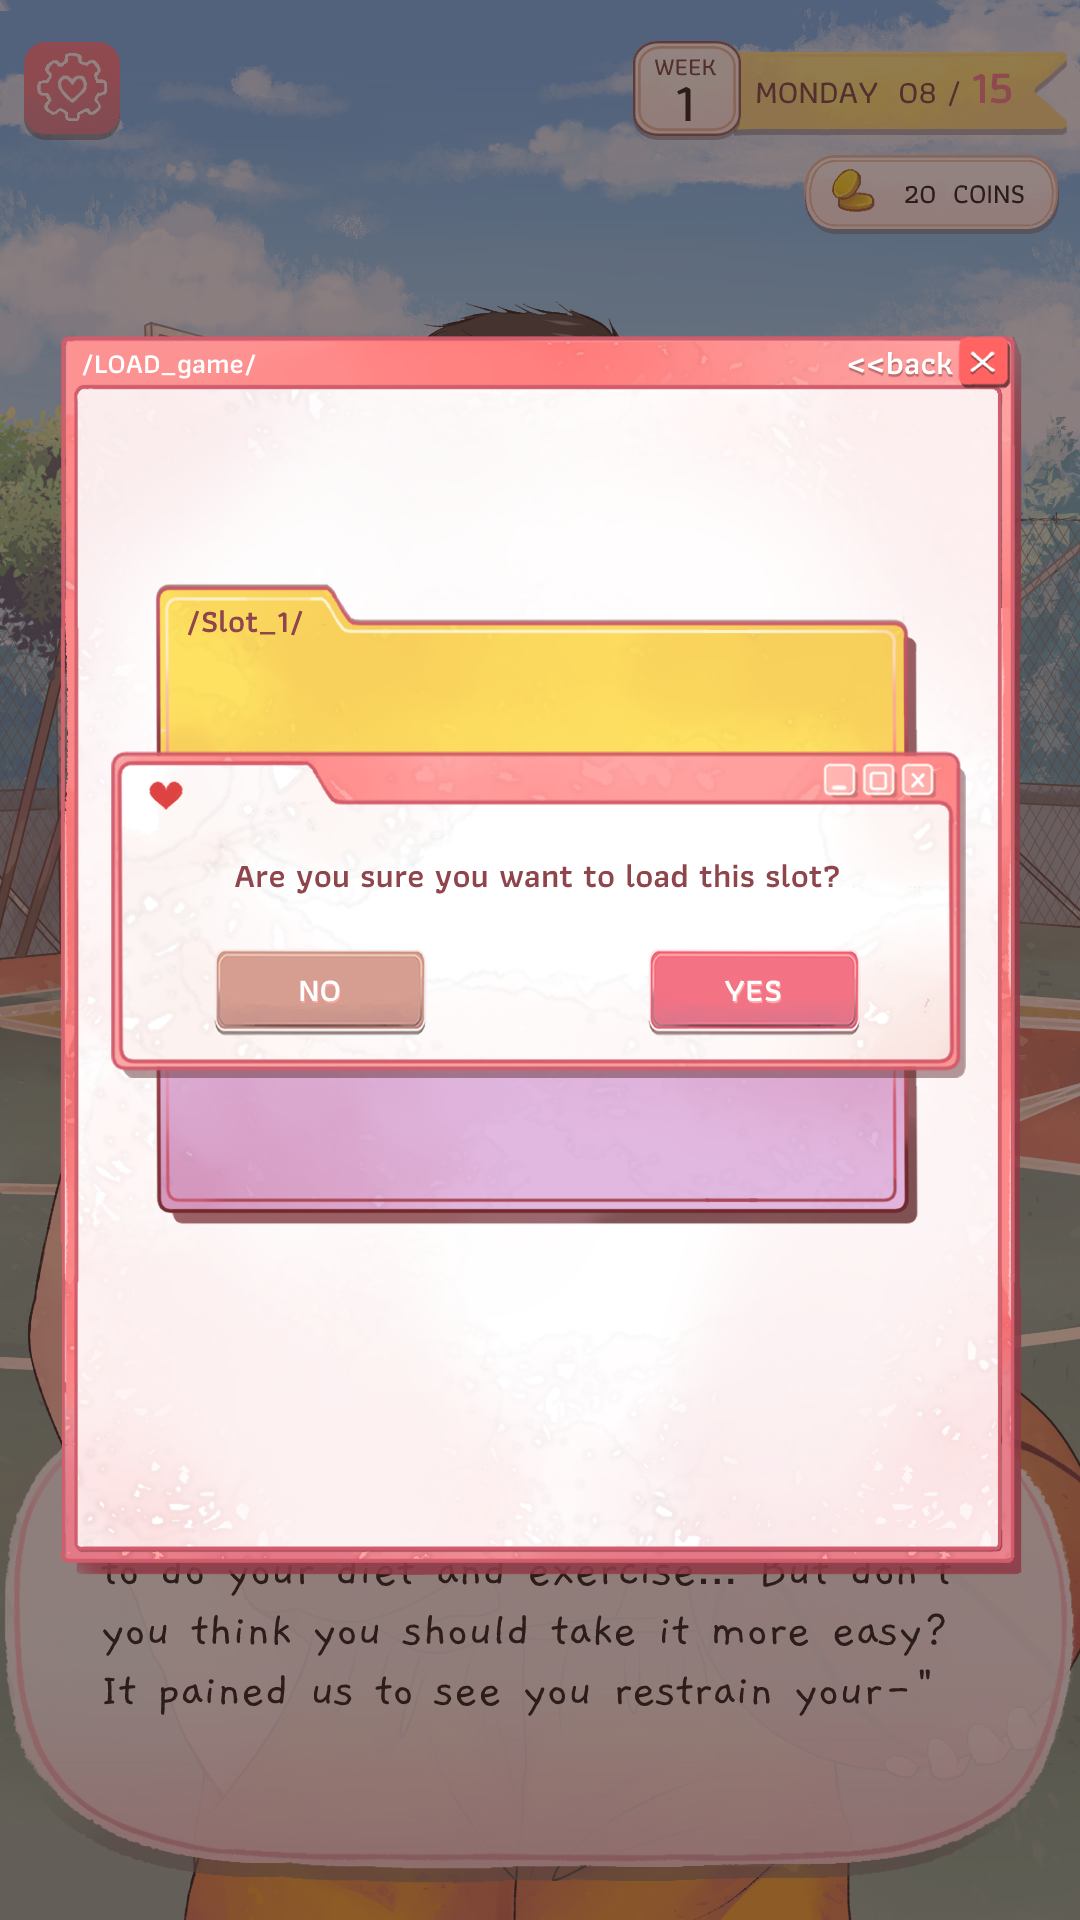 WEEK
1
MONDAY 08 / 15
20 COINS
/LOAD_game/
<<back
/Slot_1/
Are you sure you want to load this slot?
NO
YES
to do your diet and exercise... But don't
you think you should take it more easy?
It pained us to see you restrain your-"